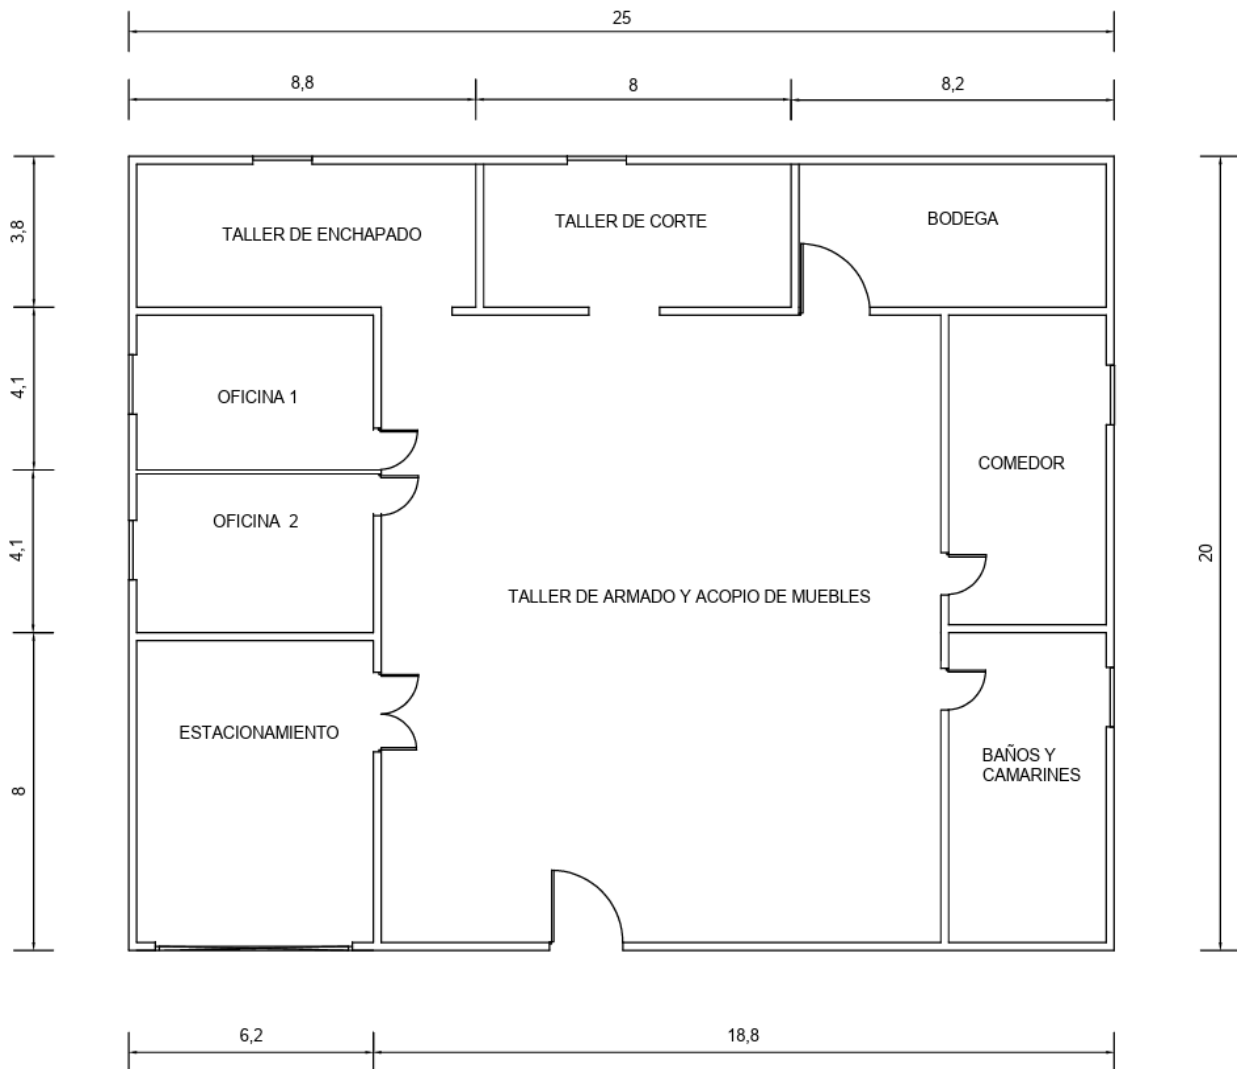 25
8,8
8
8,2
3,8
TALLER DE ENCHAPADO
TALLER DE CORTE
BODEGA
4,1
OFICINA 1
COMEDOR
4,1
OFICINA 2
20
TALLER DE ARMADO Y ACOPIO DE MUEBLES
8
ESTACIONAMIENTO
BAÑOS Y
CAMARINES
6,2
18,8